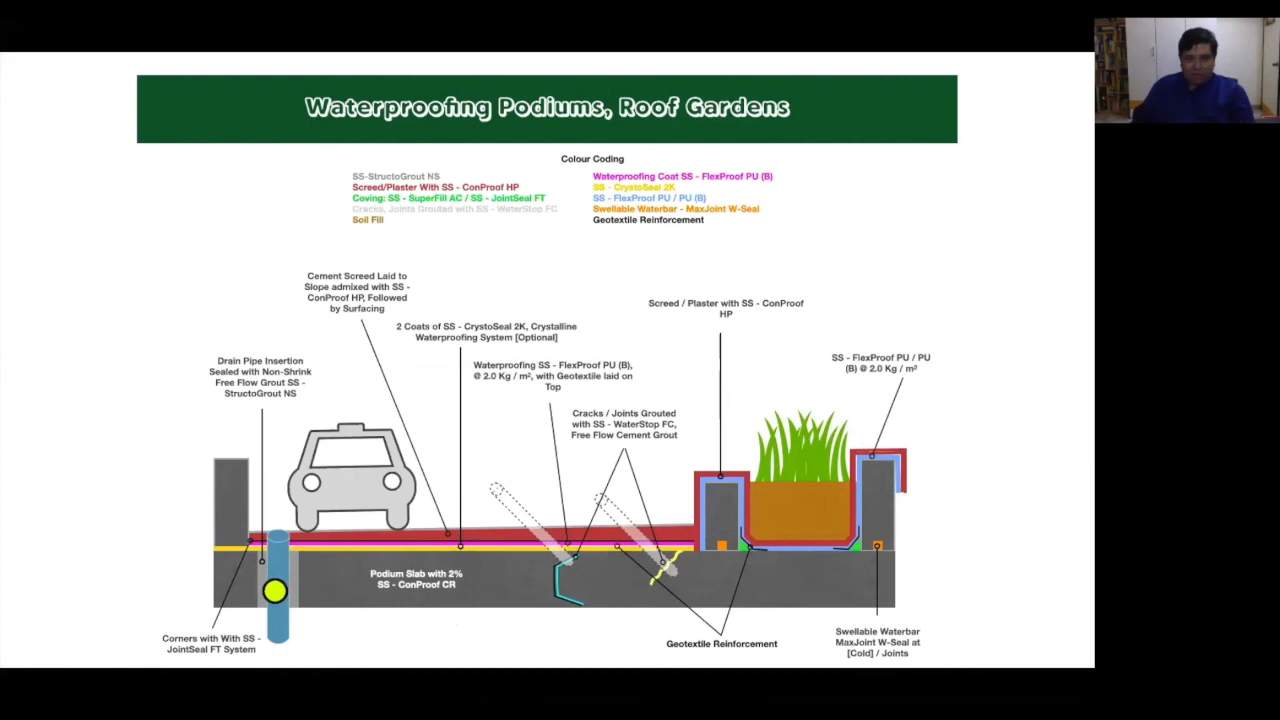 Waterproofing Podiums, Roof Gardens
Colour Coding
SS-StructoGrout NS
Screed/Plaster With SS - ConProof HP
Coving: SS - SuperFill AC / SS - JointSeal FT
Cracks, Joints Grouted with SS - WaterStop FC
Soil Fill
Waterproofing Coat SS - FlexProof PU (B)
SS - CrystoSeal 2K
SS - FlexProof PU / PU (B)
Swellable Waterbar - MaxJoint W-Seal
Geotextile Reinforcement
Cement Screed Laid to
Slope admixed with SS -
ConProof HP, Followed
by Surfacing
2 Coats of SS - CrystoSeal 2K, Crystalline
Waterproofing System [Optional]
Screed / Plaster with SS - ConProof
HP
Drain Pipe Insertion
Sealed with Non-Shrink
Free Flow Grout SS -
StructoGrout NS
Waterproofing SS - FlexProof PU (B),
@ 2.0 Kg / m², with Geotextile laid on
Top
SS - FlexProof PU / PU
(B) @ 2.0 Kg / m²
Cracks / Joints Grouted
with SS - WaterStop FC,
Free Flow Cement Grout
Podium Slab with 2%
SS - ConProof CR
Corners with With SS -
JointSeal FT System
Geotextile Reinforcement
Swellable Waterbar
MaxJoint W-Seal at
[Cold] / Joints